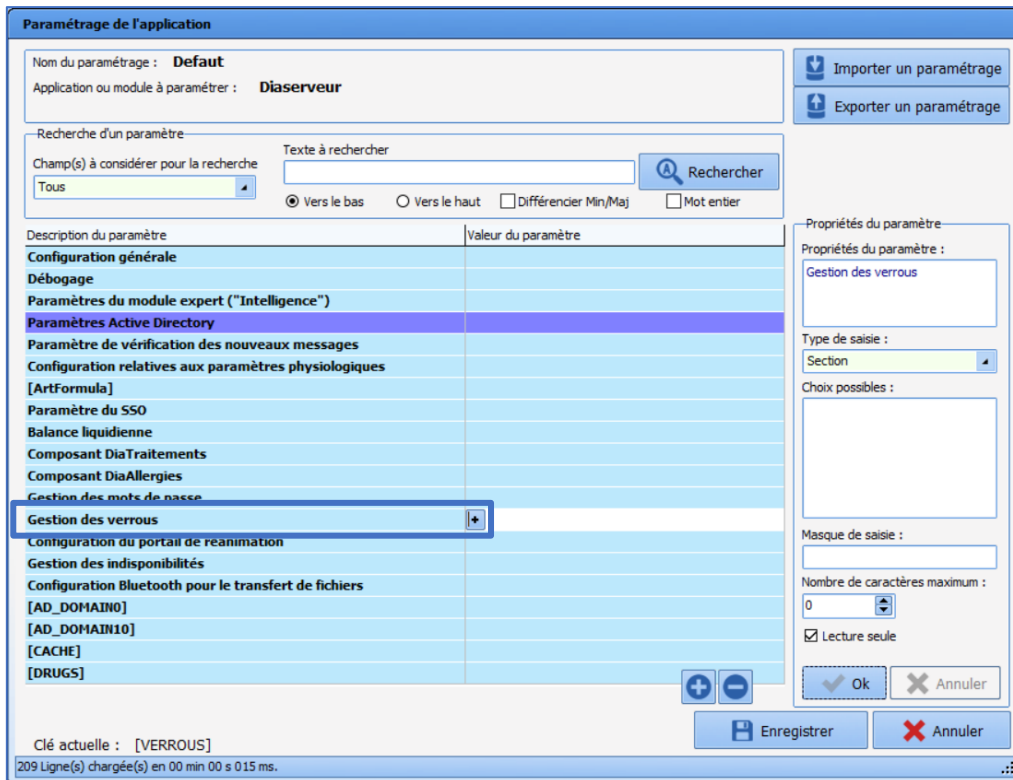 Paramétrage de l'application
Nom du paramétrage : Defaut
Application ou module à paramétrer : Diaserveur
Importer un paramétrage
Exporter un paramétrage
Recherche d'un paramètre
Champ(s) à considérer pour la recherche
Tous
Texte à rechercher
Rechercher
Vers le bas
Vers le haut
Différencier Min/Maj
Mot entier
Description du paramètre
Valeur du paramètre
Configuration générale
Débogage
Paramètres du module expert ("Intelligence")
Paramètres Active Directory
Paramètre de vérification des nouveaux messages
Configuration relatives aux paramètres physiologiques
[ArtFormula]
Paramètre du SSO
Balance liquidienne
Composant DiaTraitements
Composant DiaAllergies
Gestion des mots de passe
Gestion des verrous
Configuration du portail de réanimation
Gestion des indisponibilités
Configuration Bluetooth pour le transfert de fichiers
[AD_DOMAIN0]
[AD_DOMAIN10]
[CACHE]
[DRUGS]
Propriétés du paramètre
Propriétés du paramètre :
Gestion des verrous
Type de saisie :
Section
Choix possibles :
Masque de saisie :
Nombre de caractères maximum :
0
Lecture seule
Ok
Annuler
Enregistrer
Annuler
Clé actuelle : [VERROUS]
209 Ligne(s) chargée(s) en 00 min 00 s 015 ms.